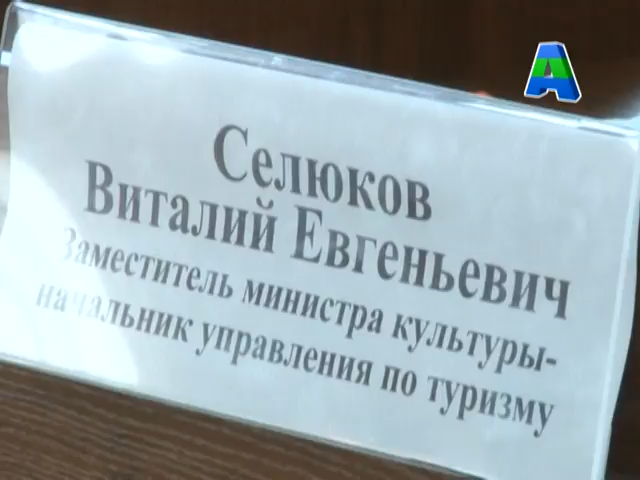 А
Селюков
Виталий Евгеньевич
Заместитель министра культуры-
начальник управления по туризму